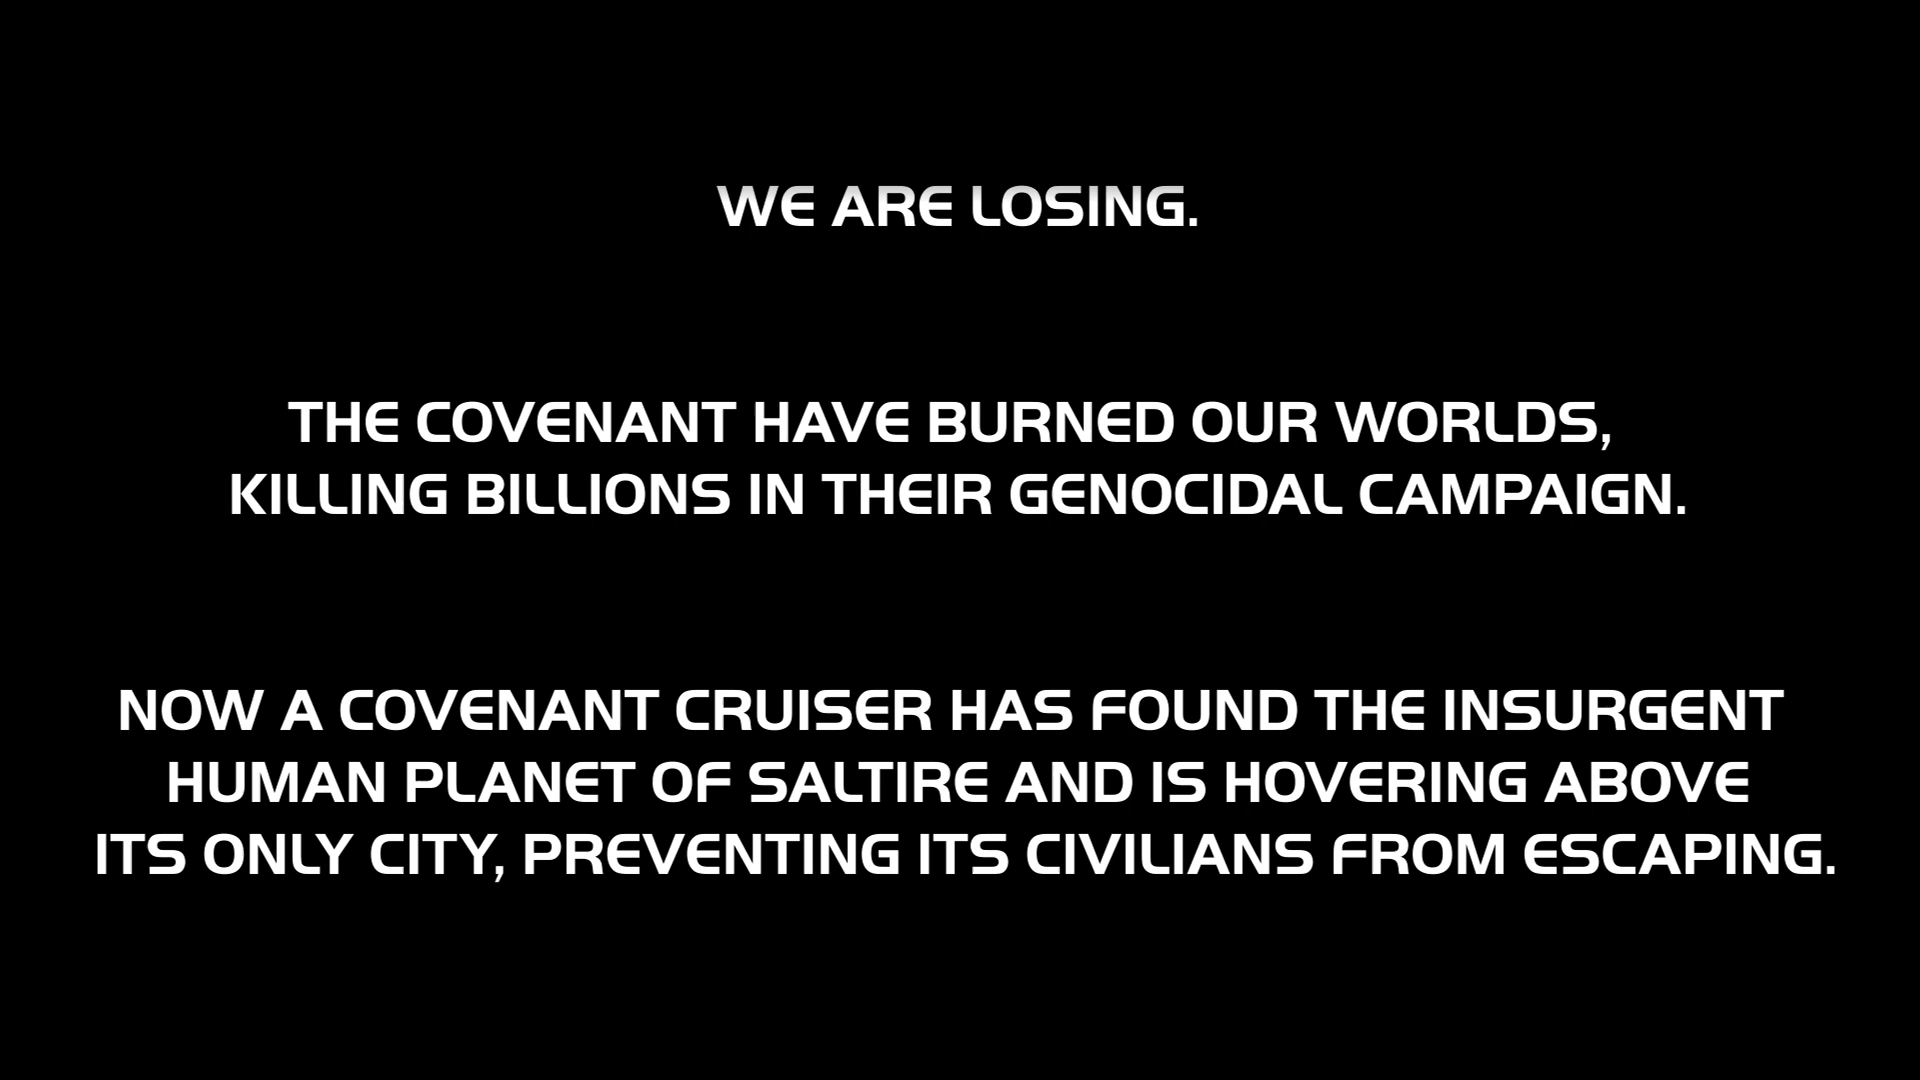 WE ARE LOSING.
THE COVENANT HAVE BURNED OUR WORLDS,
KILLING BILLIONS IN THEIR GENOCIDAL CAMPAIGN.
NOW A COVENANT CRUISER HAS FOUND THE INSURGENT
HUMAN PLANET OF SALTIRE AND IS HOVERING ABOVE
ITS ONLY CITY, PREVENTING ITS CIVILIANS FROM ESCAPING.